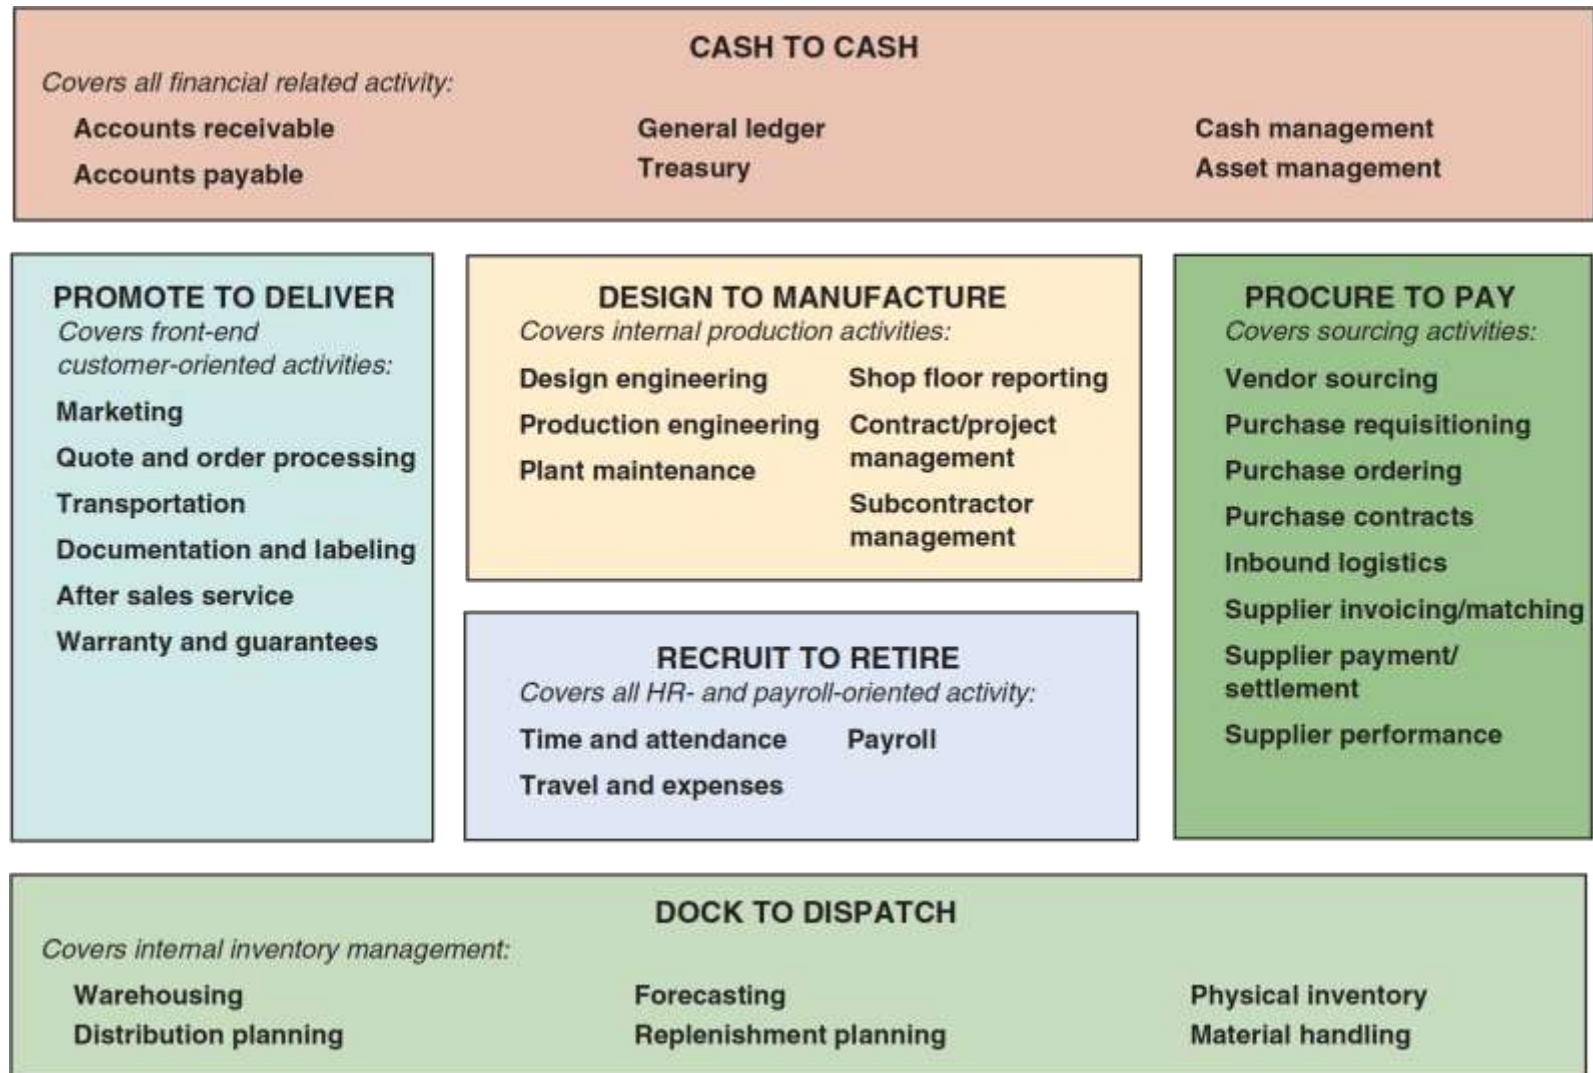 CASH TO CASH
Covers all financial related activity:
Accounts receivable
Accounts payable
General ledger
Treasury
Cash management
Asset management
PROMOTE TO DELIVER
Covers front-end
customer-oriented activities:
Marketing
Quote and order processing
Transportation
Documentation and labeling
After sales service
Warranty and guarantees
DESIGN TO MANUFACTURE
Covers internal production activities:
Design engineering
Production engineering
Plant maintenance
Shop floor reporting
Contract/project
management
Subcontractor
management
RECRUIT TO RETIRE
Covers all HR- and payroll-oriented activity:
Time and attendance
Travel and expenses
Payroll
PROCURE TO PAY
Covers sourcing activities:
Vendor sourcing
Purchase requisitioning
Purchase ordering
Purchase contracts
Inbound logistics
Supplier invoicing/matching
Supplier payment/
settlement
Supplier performance
DOCK TO DISPATCH
Covers internal inventory management:
Warehousing
Distribution planning
Forecasting
Replenishment planning
Physical inventory
Material handling